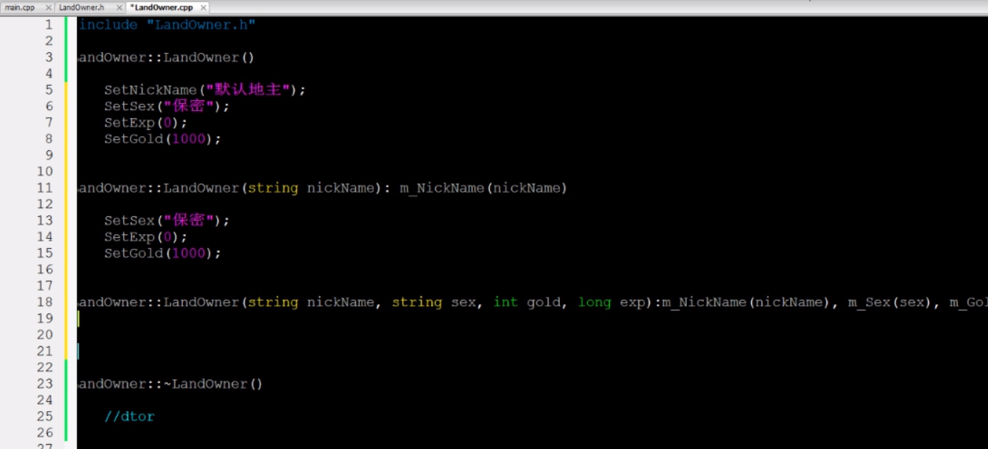 main.cpp × LandOwner.h × *LandOwner.cpp ×
1 include "LandOwner.h"
2
3 andOwner::LandOwner()
4
5 SetNickName("默认地主");
6 SetSex("保密");
7 SetExp(0);
8 SetGold(1000);
9
10
11 andOwner::LandOwner(string nickName): m_NickName(nickName)
12
13 SetSex("保密");
14 SetExp(0);
15 SetGold(1000);
16
17
18 andOwner::LandOwner(string nickName, string sex, int gold, long exp):m_NickName(nickName), m_Sex(sex), m_Gol
19
20
21
22
23 andOwner::~LandOwner()
24
25 //dtor
26
27